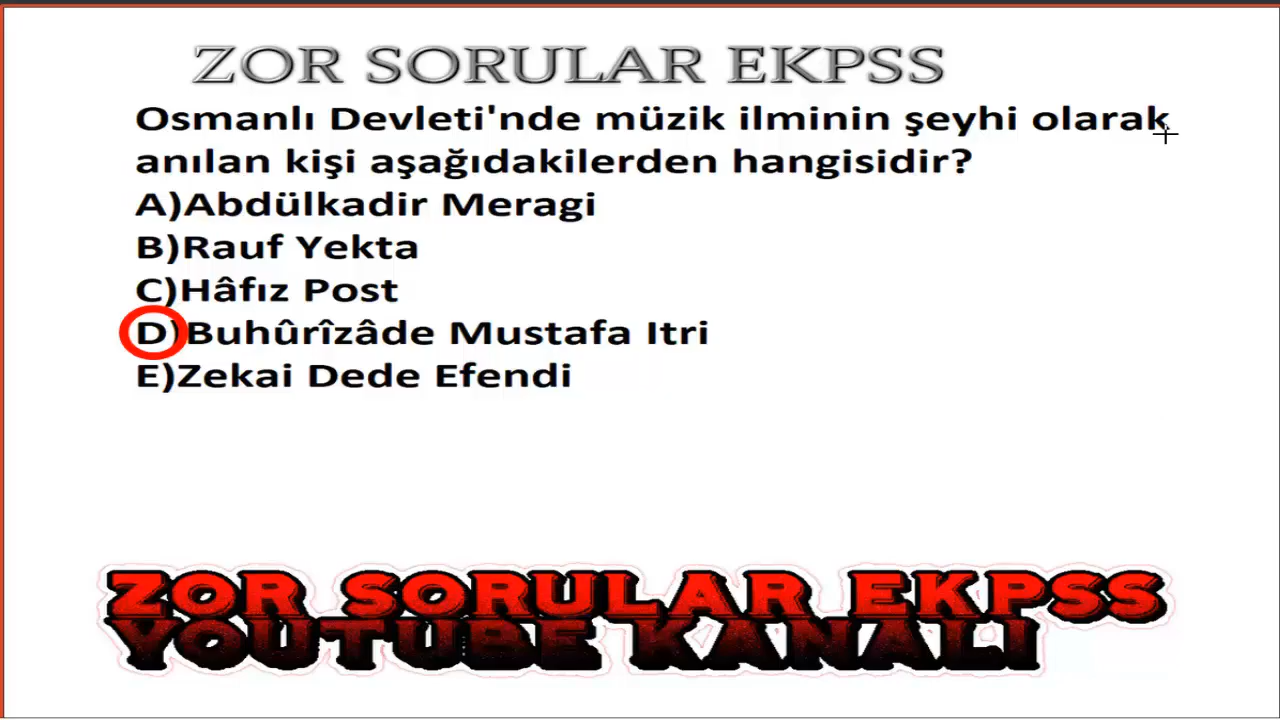 ZOR SORULAR EKPSS
Osmanlı Devleti'nde müzik ilminin şeyhi olarak
anılan kişi aşağıdakilerden hangisidir?
A)Abdülkadir Meragi
B)Rauf Yekta
C)Hâfız Post
D)Buhûrîzâde Mustafa Itri
E)Zekai Dede Efendi
ZOR SORULAR EKPSS
YOUTUBE KANALI